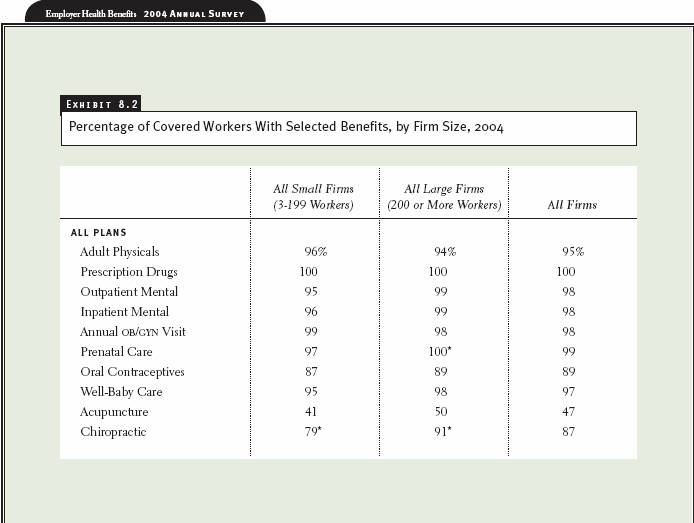 Employer Health Benefits 2004 Annual Survey
Exhibit 8.2
Percentage of Covered Workers With Selected Benefits, by Firm Size, 2004
All Small Firms (3-199 Workers) All Large Firms (200 or More Workers) All Firms
ALL PLANS
Adult Physicals 96% 94% 95%
Prescription Drugs 100 100 100
Outpatient Mental 95 99 98
Inpatient Mental 96 99 98
Annual OB/GYN Visit 99 98 98
Prenatal Care 97 100* 99
Oral Contraceptives 87 89 89
Well-Baby Care 95 98 97
Acupuncture 41 50 47
Chiropractic 79* 91* 87